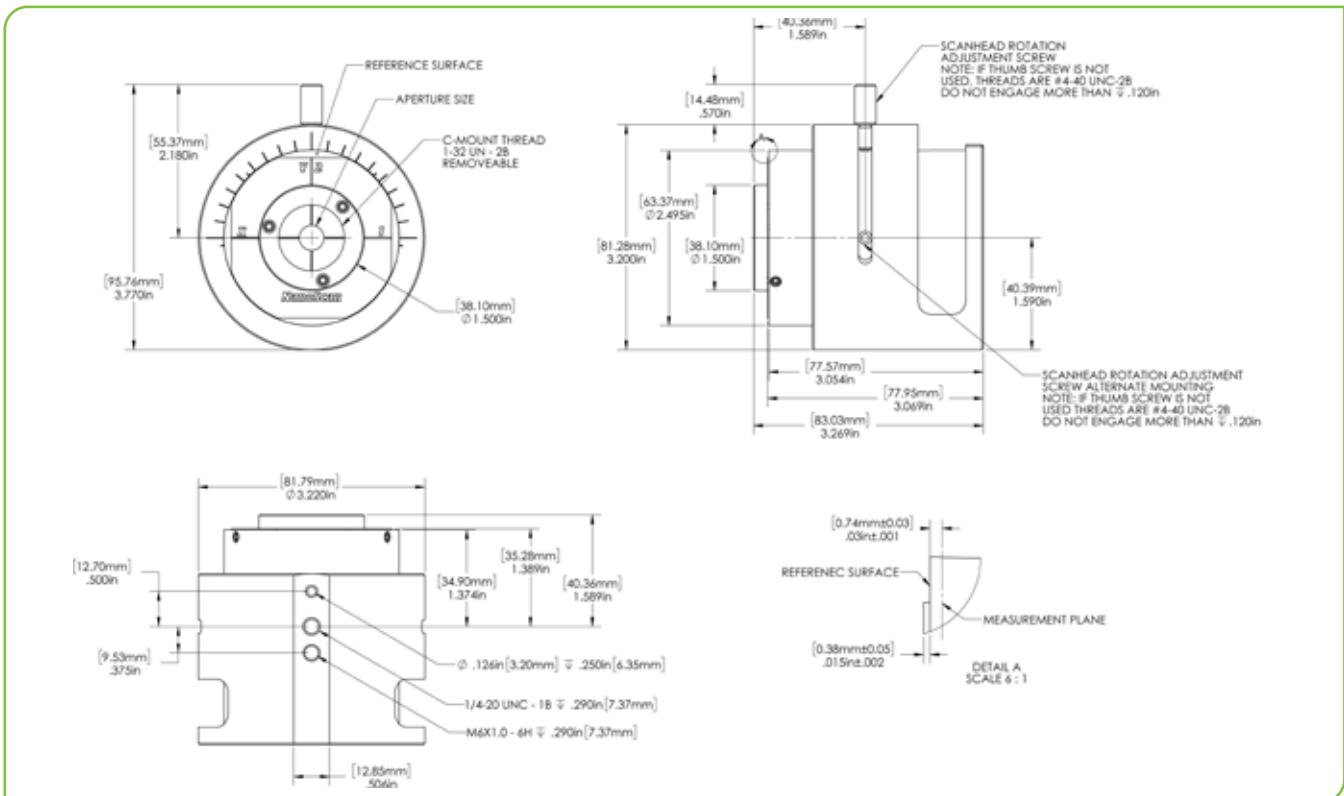 REFERENCE SURFACE
APERTURE SIZE
C-MOUNT THREAD
1-32 UN - 2B
REMOVEABLE
[55.37mm]
2.180in
[95.76mm]
3.770in
[38.10mm]
∅1.500in
NanoScan
[40.36mm]
1.589in
[14.48mm]
.570in
SCANHEAD ROTATION
ADJUSTMENT SCREW
NOTE: IF THUMB SCREW IS NOT
USED, THREADS ARE #4-40 UNC-2B
DO NOT ENGAGE MORE THAN ↧ .120in
A
[63.37mm]
∅2.495in
[81.28mm]
3.200in
[38.10mm]
∅1.500in
[40.39mm]
1.590in
[77.57mm]
3.054in
[77.95mm]
3.069in
[83.03mm]
3.269in
SCANHEAD ROTATION ADJUSTMENT
SCREW ALTERNATE MOUNTING
NOTE: IF THUMB SCREW IS NOT
USED THREADS ARE #4-40 UNC-2B
DO NOT ENGAGE MORE THAN ↧ .120in
[81.79mm]
∅3.220in
[12.70mm]
.500in
[9.53mm]
.375in
[34.90mm]
1.374in
[35.28mm]
1.389in
[40.36mm]
1.589in
∅ .126in[3.20mm] ↧ .250in[6.35mm]
1/4-20 UNC - 1B ↧ .290in[7.37mm]
M6X1.0 - 6H ↧ .290in[7.37mm]
[12.85mm]
.506in
[0.74mm±0.03]
.03in±.001
REFERENEC SURFACE
MEASUREMENT PLANE
[0.38mm±0.05]
.015in±.002
DETAIL A
SCALE 6 : 1